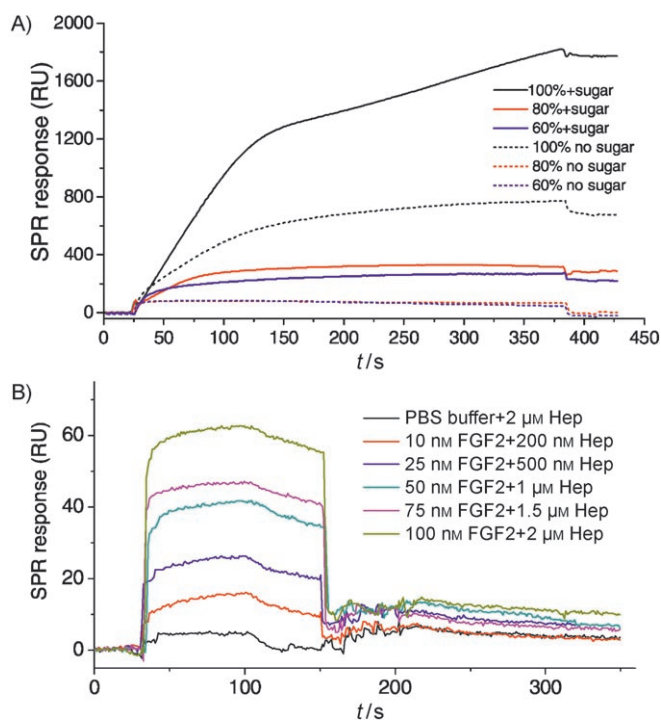 A)
2000
1800
1600
1200
800
400
0
SPR response (RU)
100%+sugar
80%+sugar
60%+sugar
100% no sugar
80% no sugar
60% no sugar
0 50 100 150 200 250 300 350 400 450
t/s
B)
60
40
20
0
SPR response (RU)
PBS buffer+2 μM Hep
10 nM FGF2+200 nM Hep
25 nM FGF2+500 nM Hep
50 nM FGF2+1 μM Hep
75 nM FGF2+1.5 μM Hep
100 nM FGF2+2 μM Hep
0 100 200 300
t/s